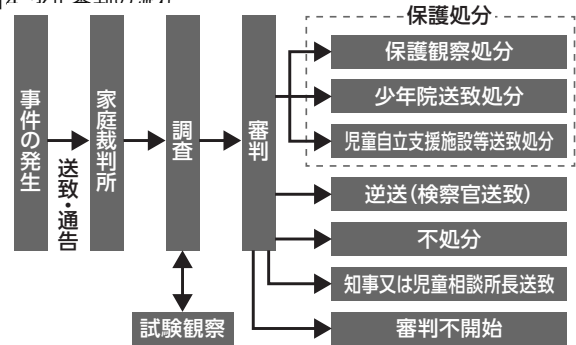 保護処分
事件の発生
送致・通告
家庭裁判所
調査
試験観察
審判
保護観察処分
少年院送致処分
児童自立支援施設等送致処分
逆送(検察官送致)
不処分
知事又は児童相談所長送致
審判不開始